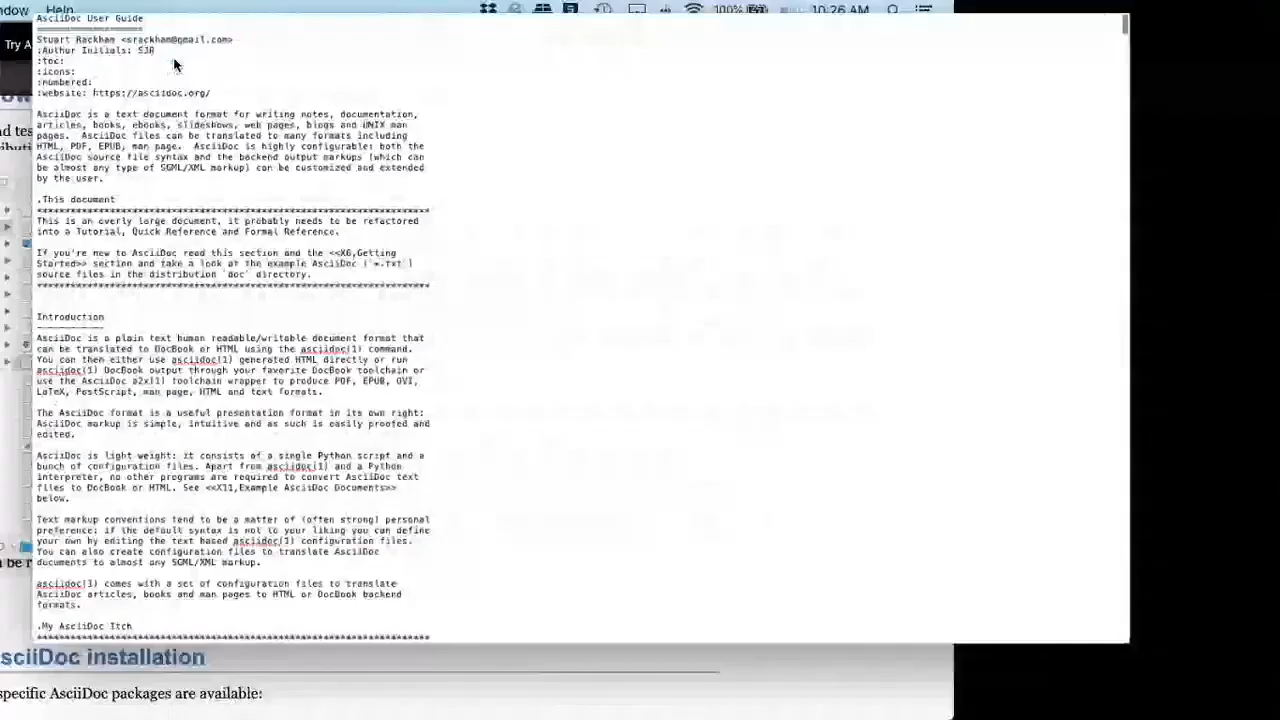 ndow Help 100% 10:26 AM
AsciiDoc User Guide
Try A
Stuart Rackham <srackham@gmail.com>
:Author Initials: SJR
:toc:
:icons:
:numbered:
:website: https://asciidoc.org/
AsciiDoc is a text document format for writing notes, documentation,
articles, books, ebooks, slideshows, web pages, blogs and UNIX man
pages. AsciiDoc files can be translated to many formats including
HTML, PDF, EPUB, man page. AsciiDoc is highly configurable: both the
AsciiDoc source file syntax and the backend output markups (which can
be almost any type of SGML/XML markup) can be customized and extended
by the user.
.This document
*********************************************************************
This is an overly large document, it probably needs to be refactored
into a Tutorial, Quick Reference and Formal Reference.
If you're new to AsciiDoc read this section and the <<X6,Getting
Started>> section and take a look at the example AsciiDoc (`*.txt`)
source files in the distribution `doc` directory.
*********************************************************************
Introduction
------------
AsciiDoc is a plain text human readable/writable document format that
can be translated to DocBook or HTML using the asciidoc(1) command.
You can then either use asciidoc(1) generated HTML directly or run
asciidoc(1) DocBook output through your favorite DocBook toolchain or
use the AsciiDoc a2x(1) toolchain wrapper to produce PDF, EPUB, DVI,
LaTeX, PostScript, man page, HTML and text formats.
The AsciiDoc format is a useful presentation format in its own right:
AsciiDoc markup is simple, intuitive and as such is easily proofed and
edited.
AsciiDoc is light weight: it consists of a single Python script and a
bunch of configuration files. Apart from asciidoc(1) and a Python
interpreter, no other programs are required to convert AsciiDoc text
files to DocBook or HTML. See <<X11,Example AsciiDoc Documents>>
below.
Text markup conventions tend to be a matter of (often strong) personal
preference: if the default syntax is not to your liking you can define
your own by editing the text based asciidoc(1) configuration files.
You can also create configuration files to translate AsciiDoc
documents to almost any SGML/XML markup.
asciidoc(1) comes with a set of configuration files to translate
AsciiDoc articles, books and man pages to HTML or DocBook backend
formats.
.My AsciiDoc Itch
*********************************************************************
sciiDoc installation
specific AsciiDoc packages are available: